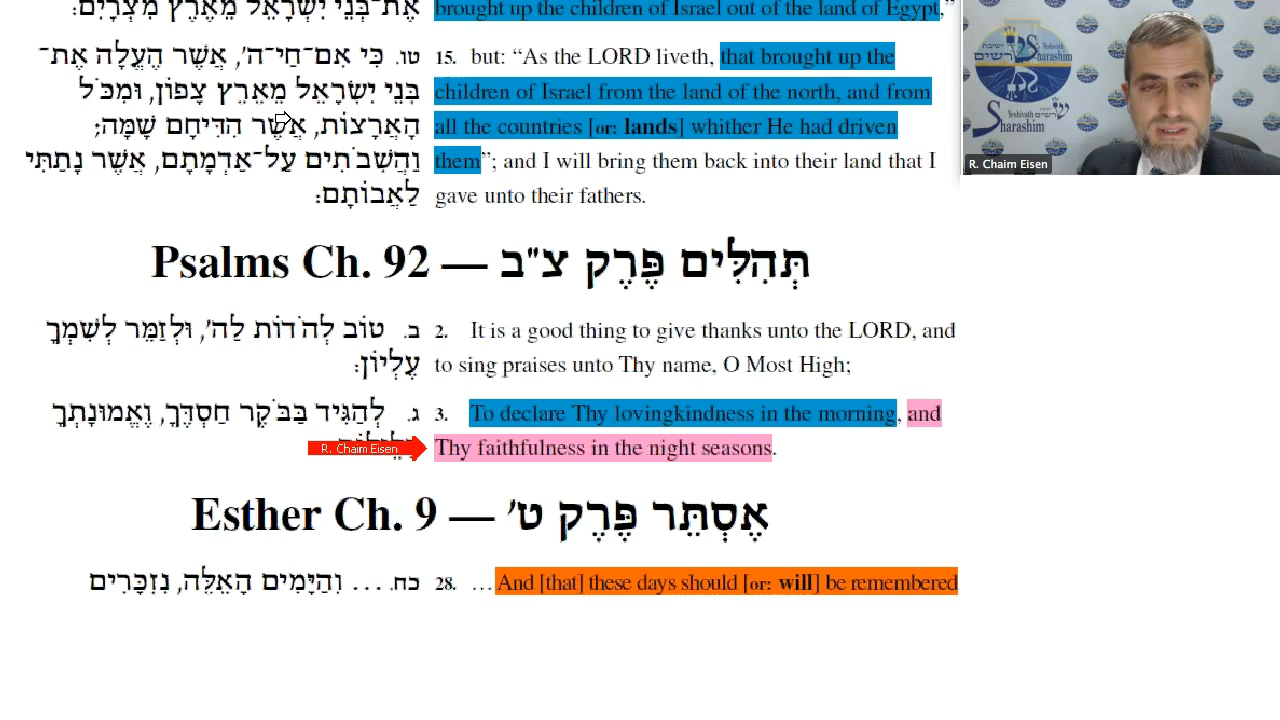 אֶת־בְּנֵי יִשְׂרָאֵל מֵאֶרֶץ מִצְרָיִם:
brought up the children of Israel out of the land of Egypt,”
טו. כִּי אִם־חַי־ה', אֲשֶׁר הֶעֱלָה אֶת־
בְּנֵי יִשְׂרָאֵל מֵאֶרֶץ צָפוֹן, וּמִכֹּל
הָאֲרָצוֹת, אֲשֶׁר הִדִּיחָם שָׁמָּה;
וַהֲשִׁבֹתִים עַל־אַדְמָתָם, אֲשֶׁר נָתַתִּי
לַאֲבוֹתָם:
15. but: “As the LORD liveth, that brought up the
children of Israel from the land of the north, and from
all the countries [or: lands] whither He had driven
them”; and I will bring them back into their land that I
gave unto their fathers.
Psalms Ch. 92 — תְּהִלִּים פֶּרֶק צ"ב
ב. טוֹב לְהֹדוֹת לַה', וּלְזַמֵּר לְשִׁמְךָ
עֶלְיוֹן:
2. It is a good thing to give thanks unto the LORD, and
to sing praises unto Thy name, O Most High;
ג. לְהַגִּיד בַּבֹּקֶר חַסְדֶּךָ, וֶאֱמוּנָתְךָ
3. To declare Thy lovingkindness in the morning, and
Thy faithfulness in the night seasons.
R. Chaim Eisen
Esther Ch. 9 — אֶסְתֵּר פֶּרֶק ט'
כח. ... וְהַיָּמִים הָאֵלֶּה, נִזְכָּרִים
28. ... And [that] these days should [or: will] be remembered
Yeshivath
Sharashim
ישיבת
שרשים
Yeshivath
Sharashim
R. Chaim Eisen